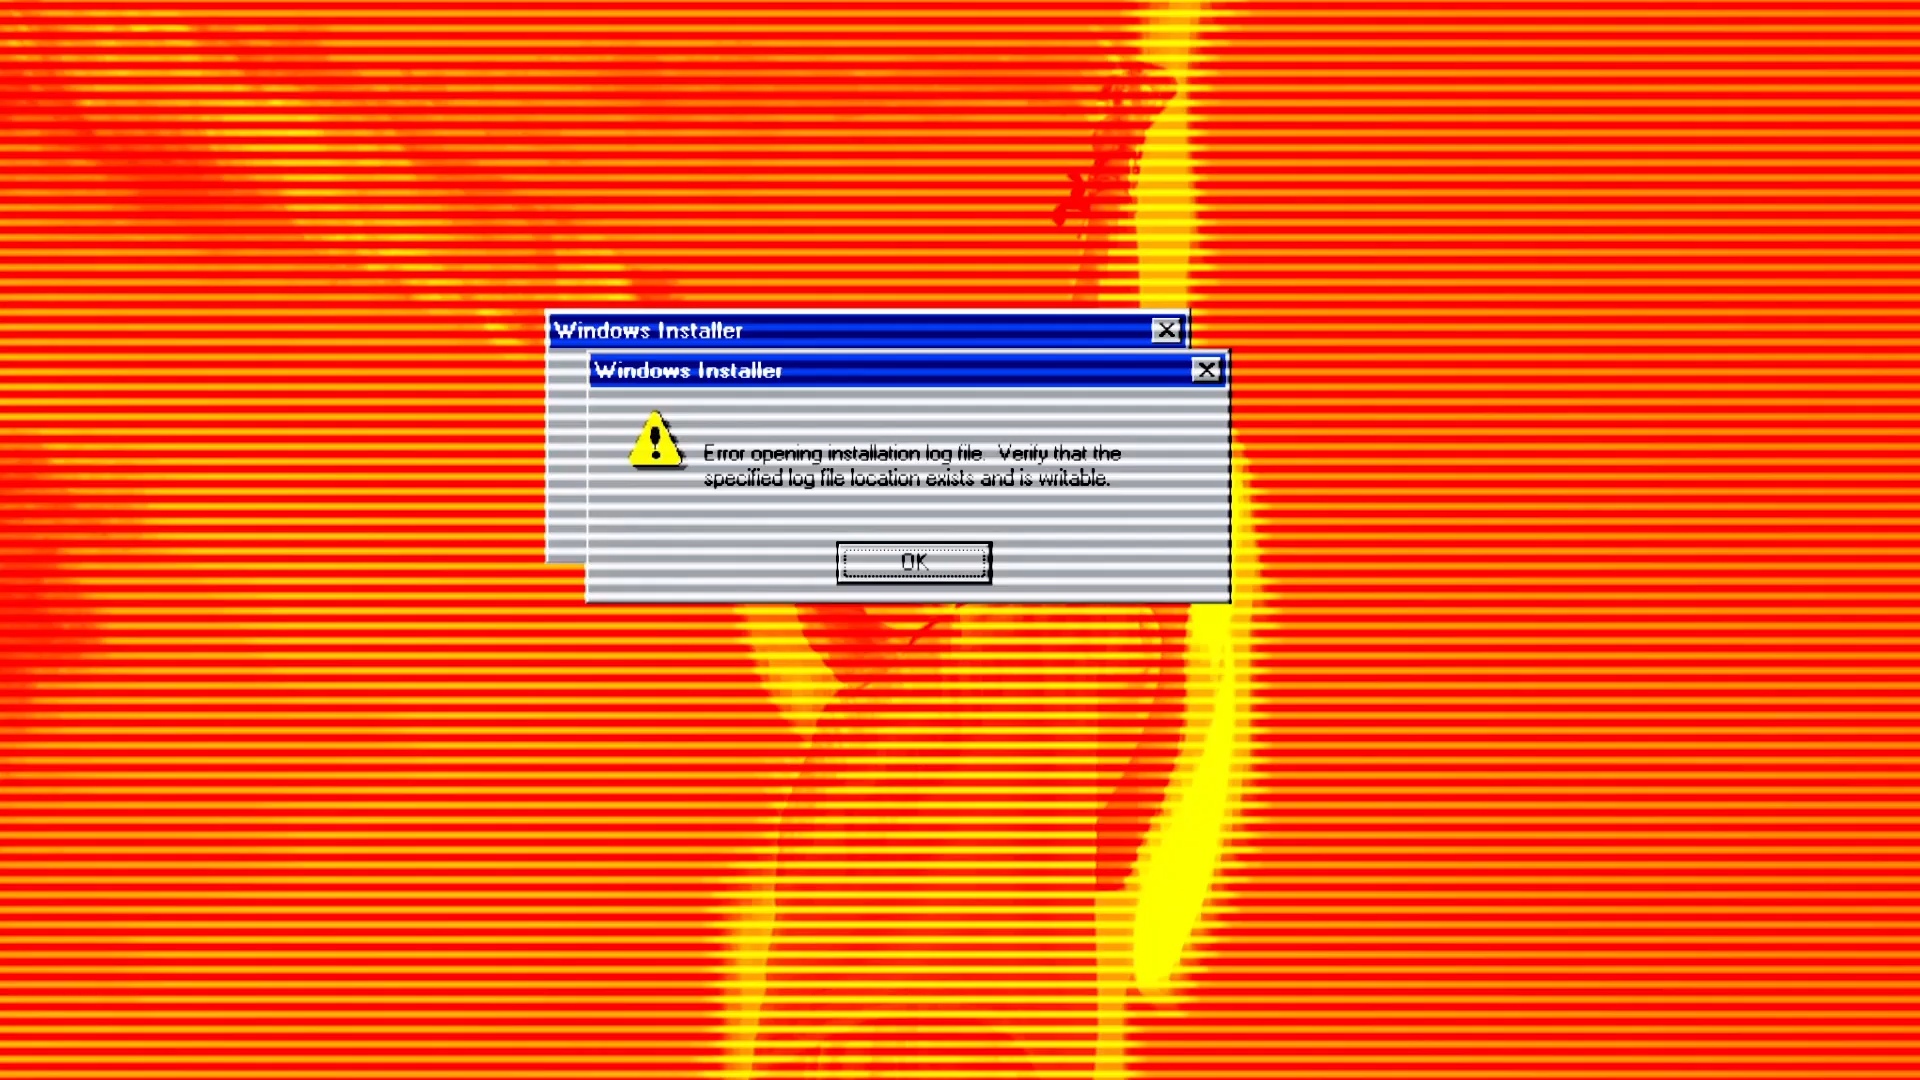 Windows Installer
Windows Installer
Error opening installation log file. Verify that the
specified log file location exists and is writable.
OK